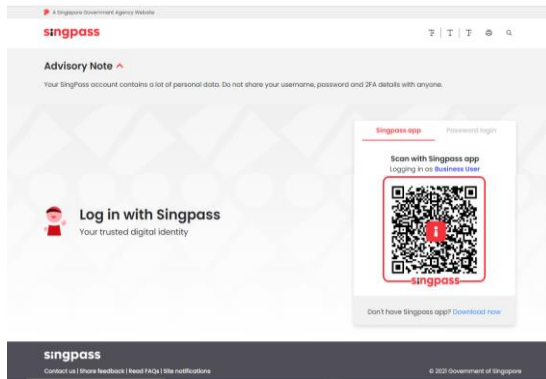 A Singapore Government Agency Website
singpass
T | T | T
Advisory Note
Your SingPass account contains a lot of personal data. Do not share your username, password and 2FA details with anyone.
Singpass app
Password login
Scan with Singpass app
Logging in as Business User
singpass
Log in with Singpass
Your trusted digital identity
Don't have Singpass app? Download now
singpass
Contact us | Share feedback | Read FAQs | Site notifications
© 2021 Government of Singapore